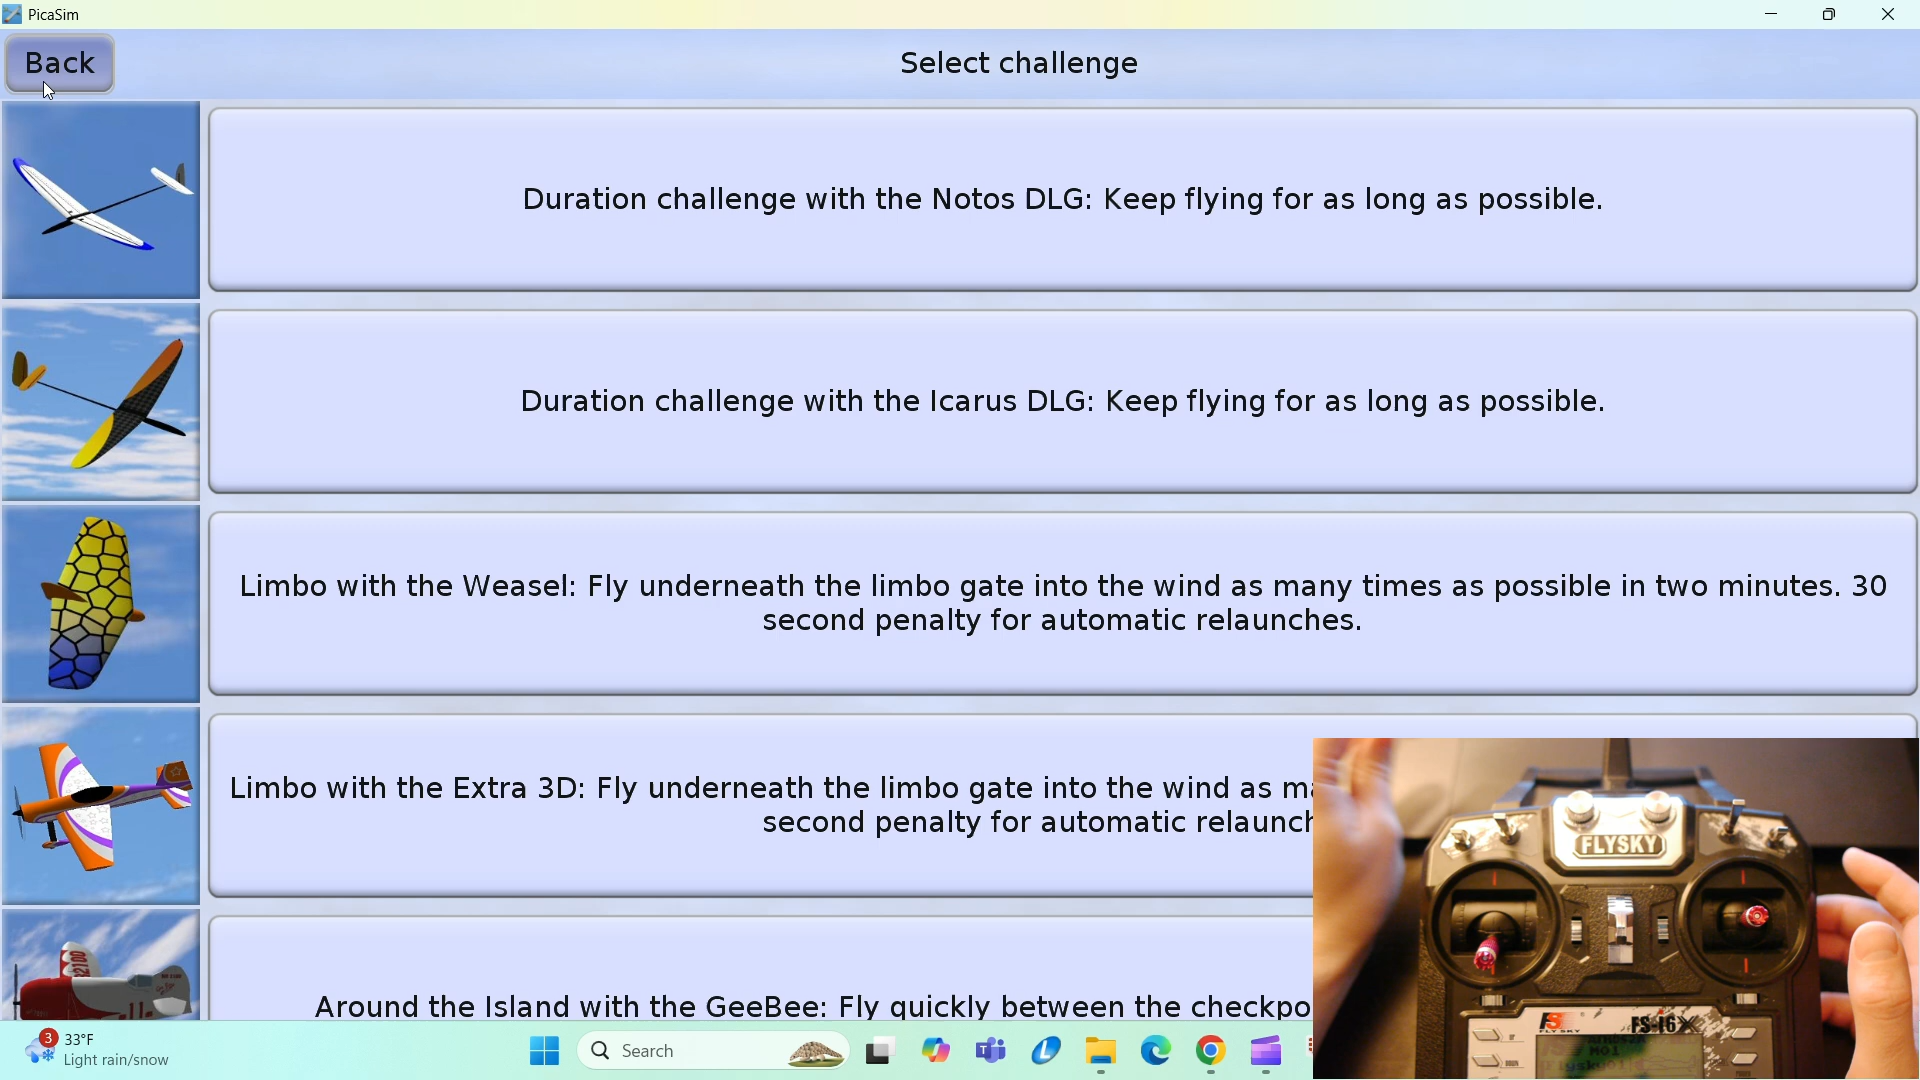 PicaSim
Back
Select challenge
Duration challenge with the Notos DLG: Keep flying for as long as possible.
Duration challenge with the Icarus DLG: Keep flying for as long as possible.
Limbo with the Weasel: Fly underneath the limbo gate into the wind as many times as possible in two minutes. 30
second penalty for automatic relaunches.
Limbo with the Extra 3D: Fly underneath the limbo gate into the wind as
second penalty for automatic
Around the Island with the GeeBee: Fly quickly between the
FLYSKY
FS
FLY SKY
FS-i6X
3
33°F
Light rain/snow
Search